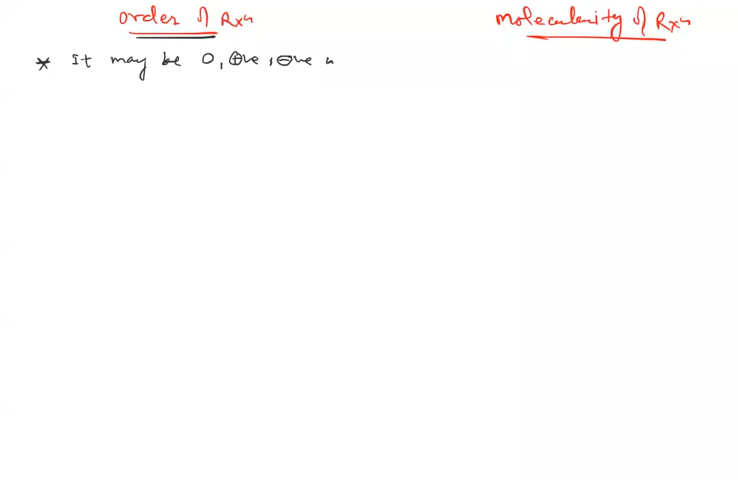 order of Rxn
molecularity of Rxn
* It may be 0, ⊕ve, ⊖ve